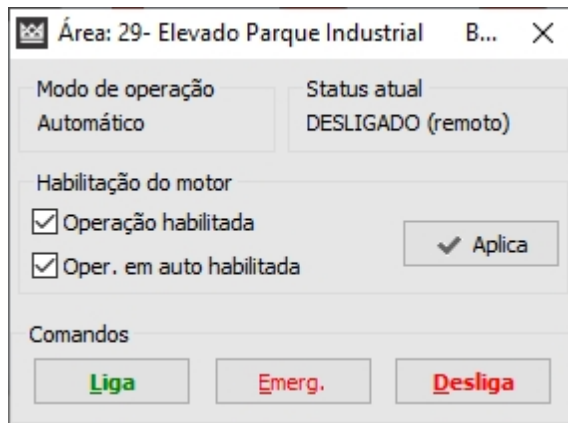 Área: 29- Elevado Parque Industrial B...
Modo de operação
Automático
Status atual
DESLIGADO (remoto)
Habilitação do motor
Operação habilitada
Oper. em auto habilitada
Aplica
Comandos
Liga
Emerg.
Desliga